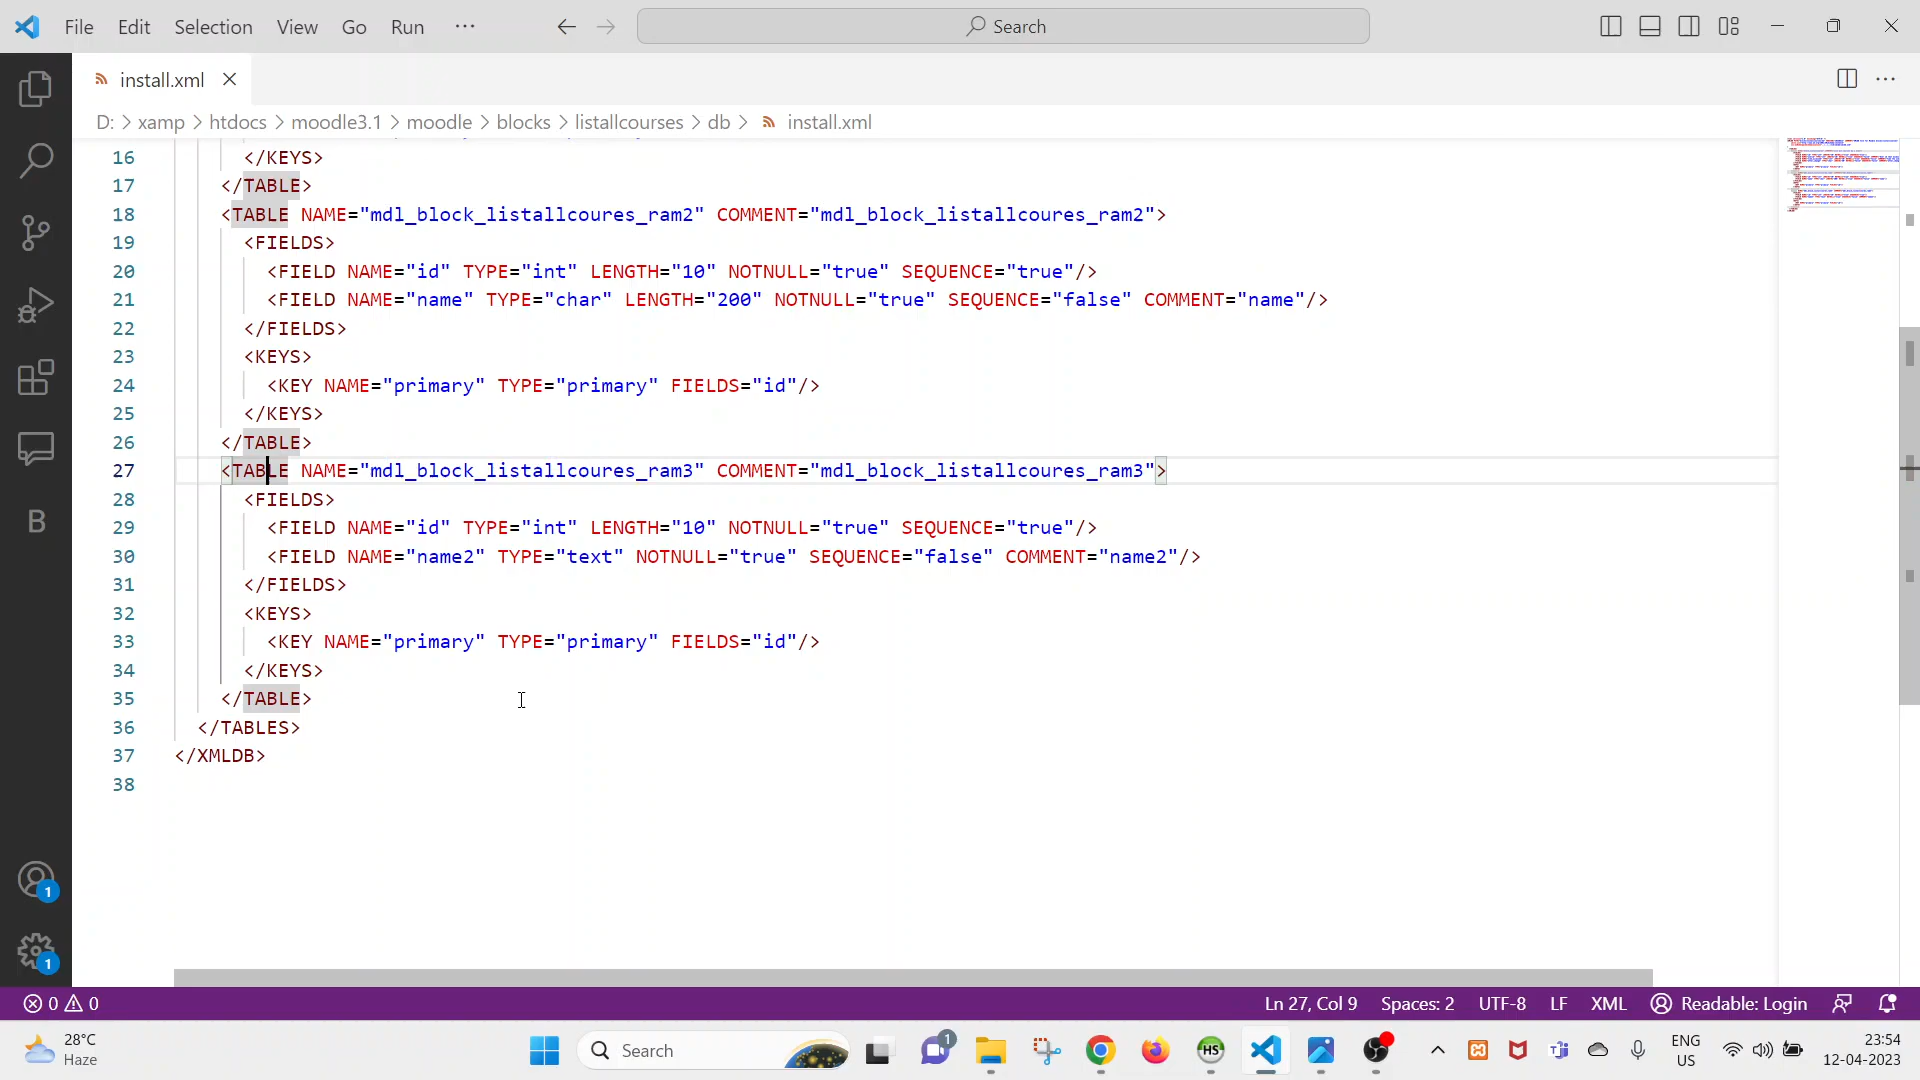 File Edit Selection View Go Run ··· Search
install.xml
D: > xamp > htdocs > moodle3.1 > moodle > blocks > listallcourses > db > install.xml
16 </KEYS>
17 </TABLE>
18 <TABLE NAME="mdl_block_listallcoures_ram2" COMMENT="mdl_block_listallcoures_ram2">
19 <FIELDS>
20 <FIELD NAME="id" TYPE="int" LENGTH="10" NOTNULL="true" SEQUENCE="true"/>
21 <FIELD NAME="name" TYPE="char" LENGTH="200" NOTNULL="true" SEQUENCE="false" COMMENT="name"/>
22 </FIELDS>
23 <KEYS>
24 <KEY NAME="primary" TYPE="primary" FIELDS="id"/>
25 </KEYS>
26 </TABLE>
27 <TABLE NAME="mdl_block_listallcoures_ram3" COMMENT="mdl_block_listallcoures_ram3">
28 <FIELDS>
29 <FIELD NAME="id" TYPE="int" LENGTH="10" NOTNULL="true" SEQUENCE="true"/>
30 <FIELD NAME="name2" TYPE="text" NOTNULL="true" SEQUENCE="false" COMMENT="name2"/>
31 </FIELDS>
32 <KEYS>
33 <KEY NAME="primary" TYPE="primary" FIELDS="id"/>
34 </KEYS>
35 </TABLE>
36 </TABLES>
37 </XMLDB>
38
B
1
1
0 0 Ln 27, Col 9 Spaces: 2 UTF-8 LF XML Readable: Login
28°C
Haze
Search
1
HS
ENG
US
23:54
12-04-2023